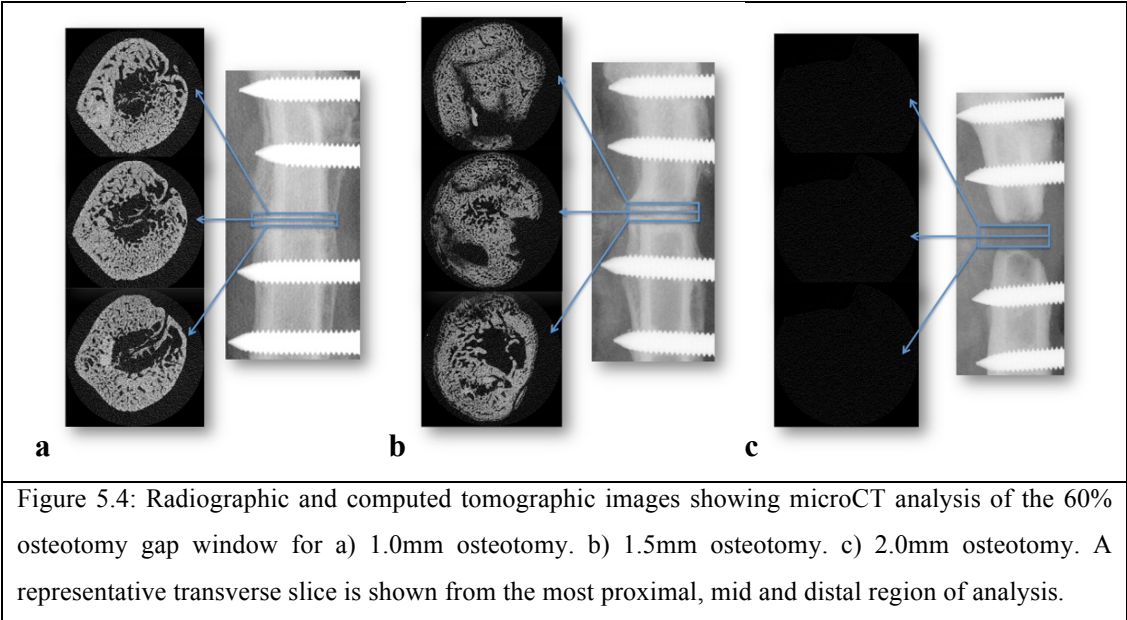 a
b
c
Figure 5.4: Radiographic and computed tomographic images showing microCT analysis of the 60%
osteotomy gap window for a) 1.0mm osteotomy. b) 1.5mm osteotomy. c) 2.0mm osteotomy. A
representative transverse slice is shown from the most proximal, mid and distal region of analysis.